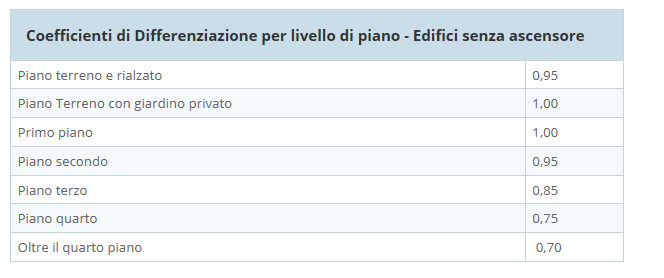 Coefficienti di Differenziazione per livello di piano - Edifici senza ascensore
Piano terreno e rialzato 0,95
Piano Terreno con giardino privato 1,00
Primo piano 1,00
Piano secondo 0,95
Piano terzo 0,85
Piano quarto 0,75
Oltre il quarto piano 0,70